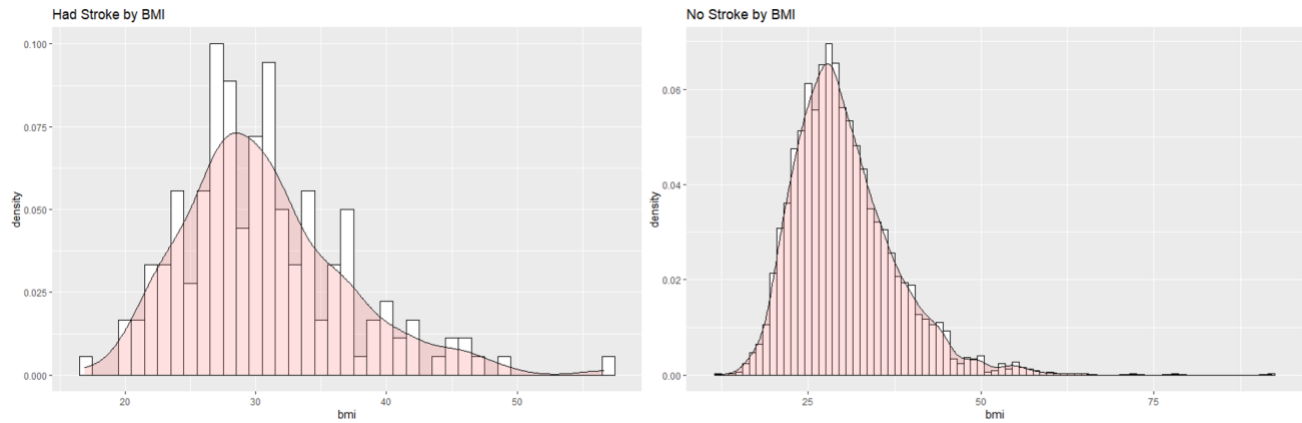 Had Stroke by BMI
0.100
0.075
0.050
0.025
0.000
density
20 30 40 50
bmi
No Stroke by BMI
0.06
0.04
0.02
0.00
density
25 50 75
bmi